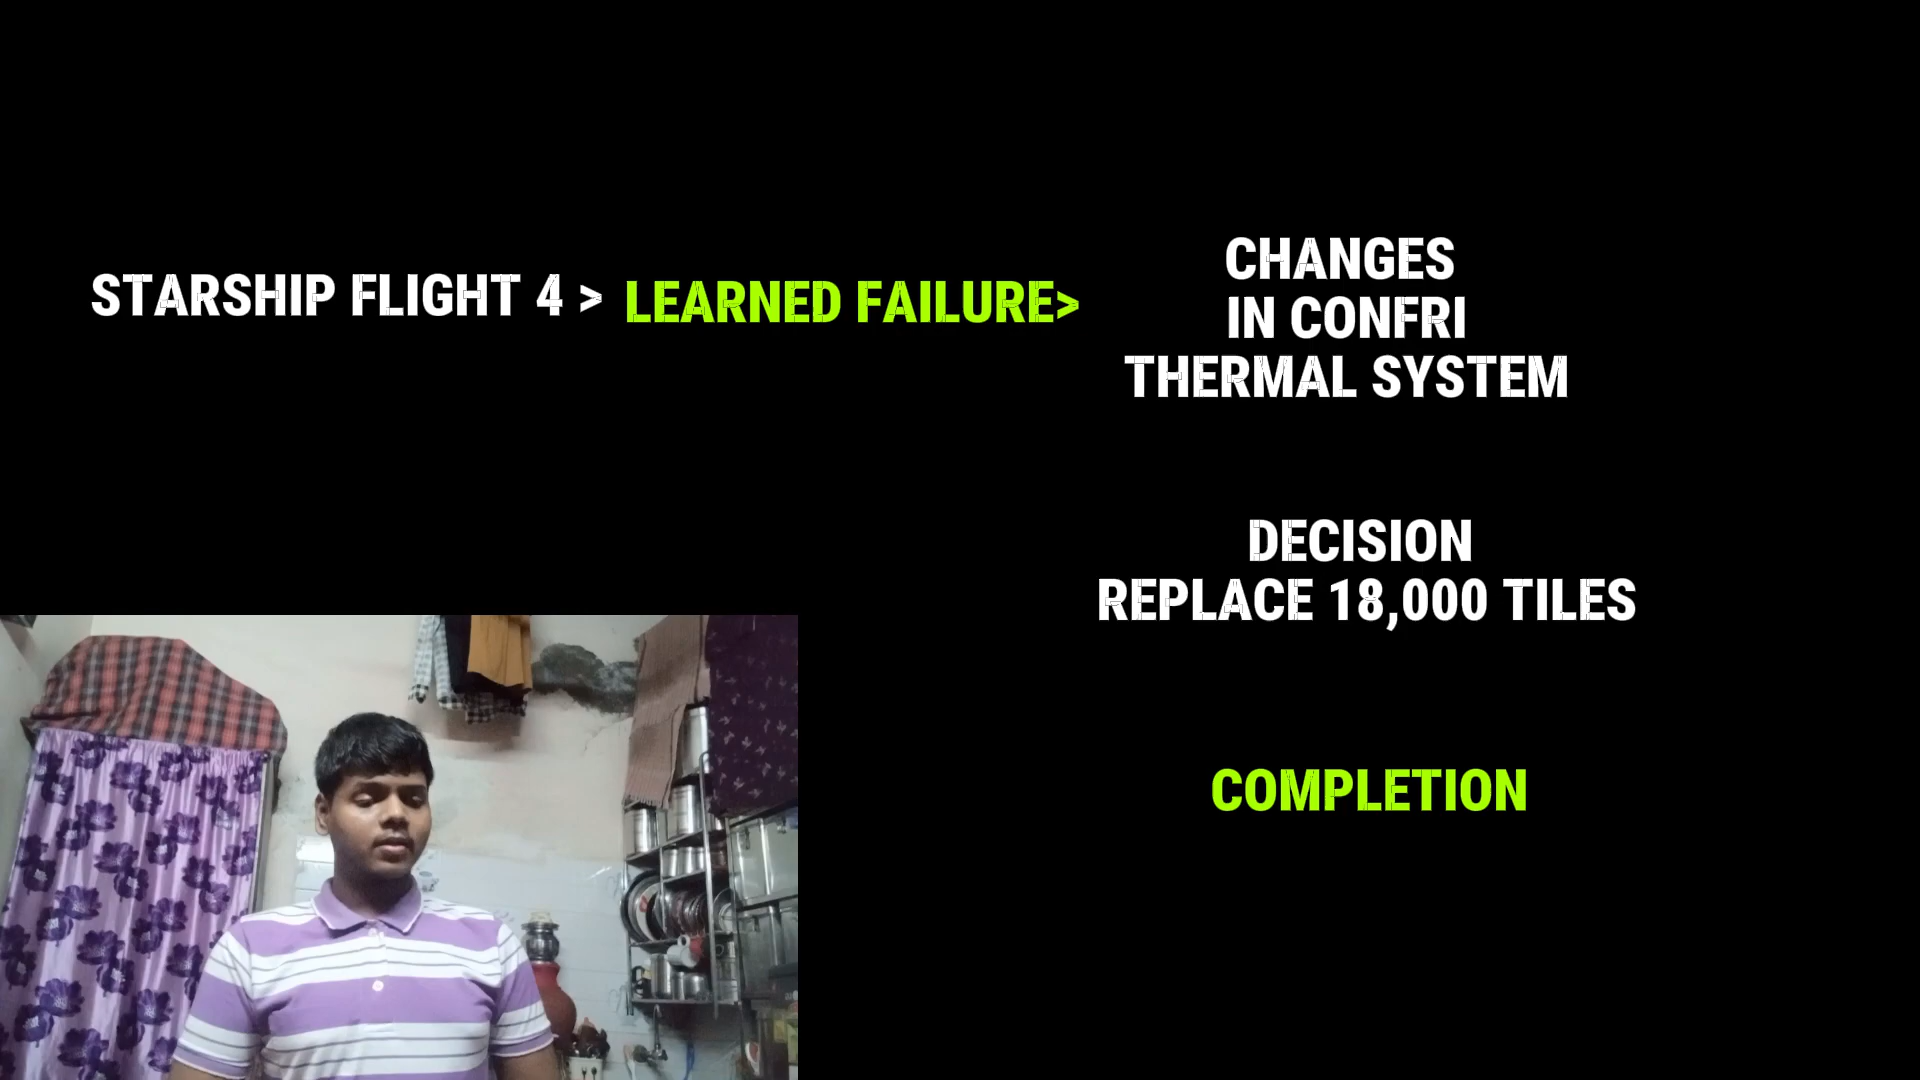 STARSHIP FLIGHT 4 >
LEARNED FAILURE>
CHANGES
IN CONFRI
THERMAL SYSTEM
DECISION
REPLACE 18,000 TILES
COMPLETION